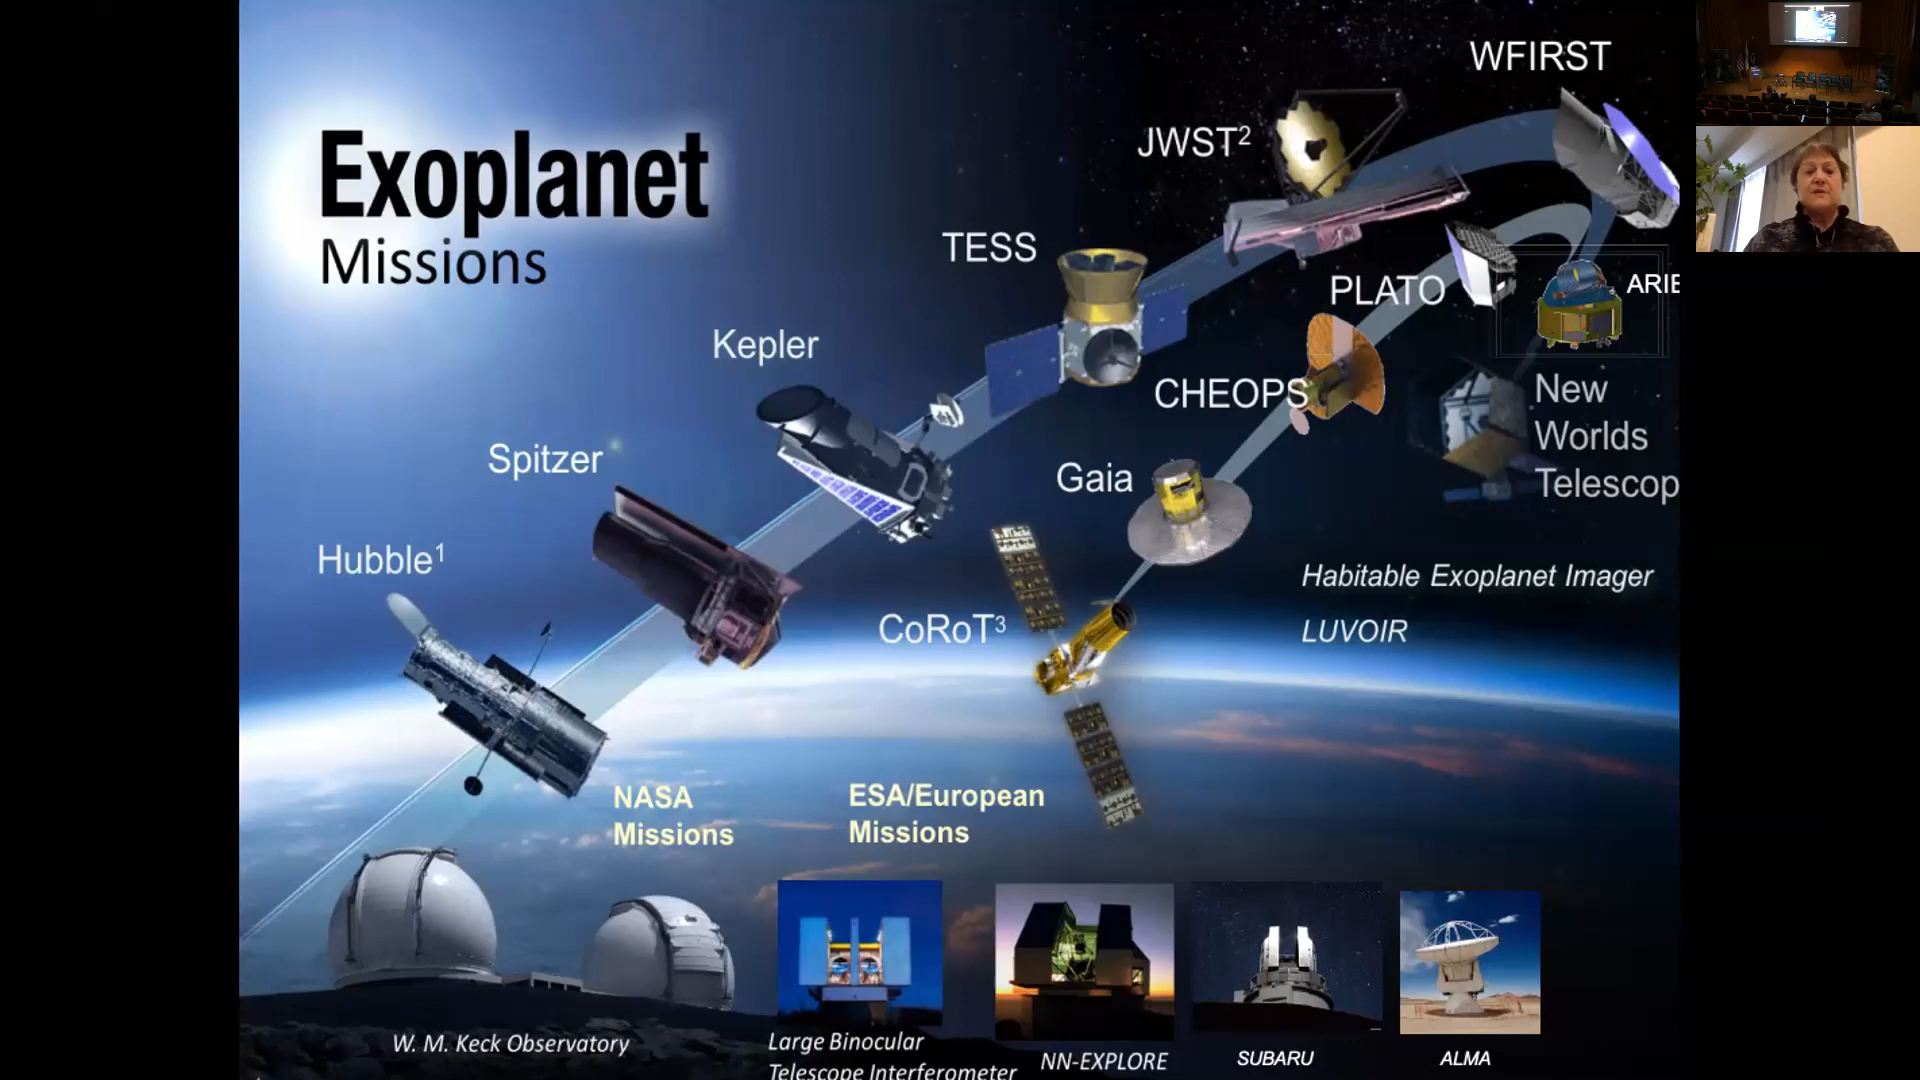 Exoplanet
Missions
WFIRST
JWST2
TESS
PLATO
ARIE
Kepler
CHEOPS
New
Worlds
Telescop
Spitzer
Gaia
Hubble1
Habitable Exoplanet Imager
CoRoT3
LUVOIR
NASA
Missions
ESA/European
Missions
W. M. Keck Observatory
Large Binocular
Telescope Interferometer
NN-EXPLORE
SUBARU
ALMA